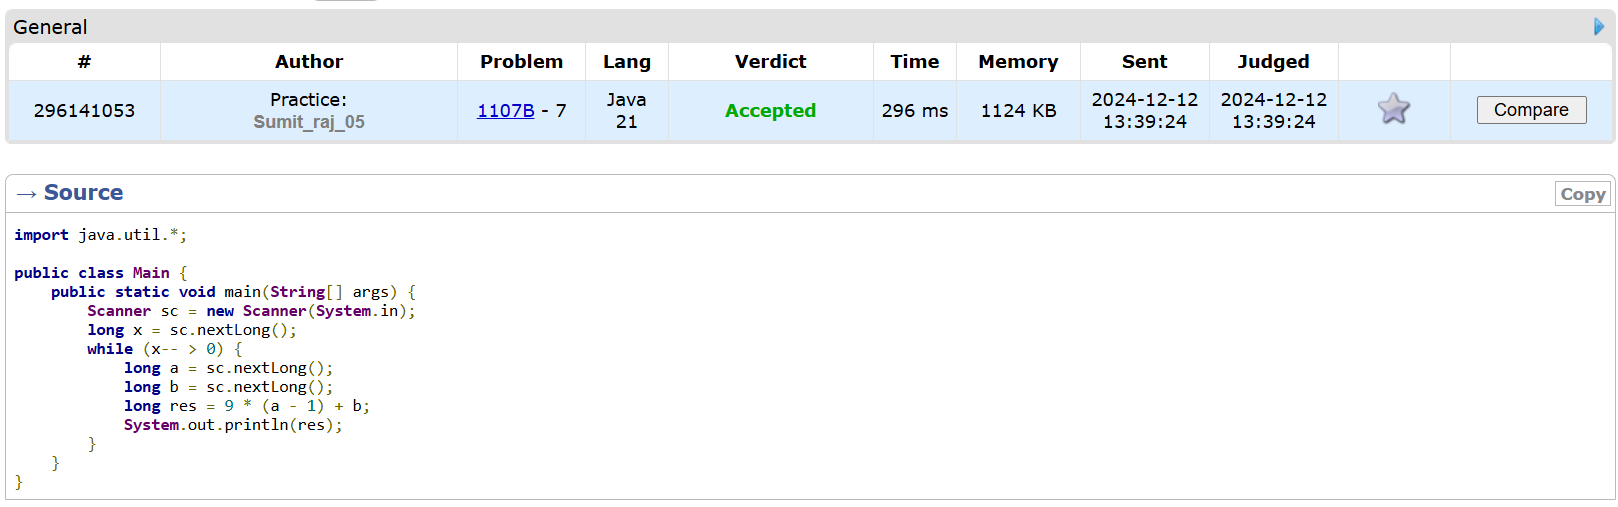 General
# Author Problem Lang Verdict Time Memory Sent Judged
296141053 Practice: Sumit_raj_05 1107B - 7 Java 21 Accepted 296 ms 1124 KB 2024-12-12 13:39:24 2024-12-12 13:39:24 Compare
→ Source Copy
import java.util.*;
public class Main {
    public static void main(String[] args) {
        Scanner sc = new Scanner(System.in);
        long x = sc.nextLong();
        while (x-- > 0) {
            long a = sc.nextLong();
            long b = sc.nextLong();
            long res = 9 * (a - 1) + b;
            System.out.println(res);
        }
    }
}